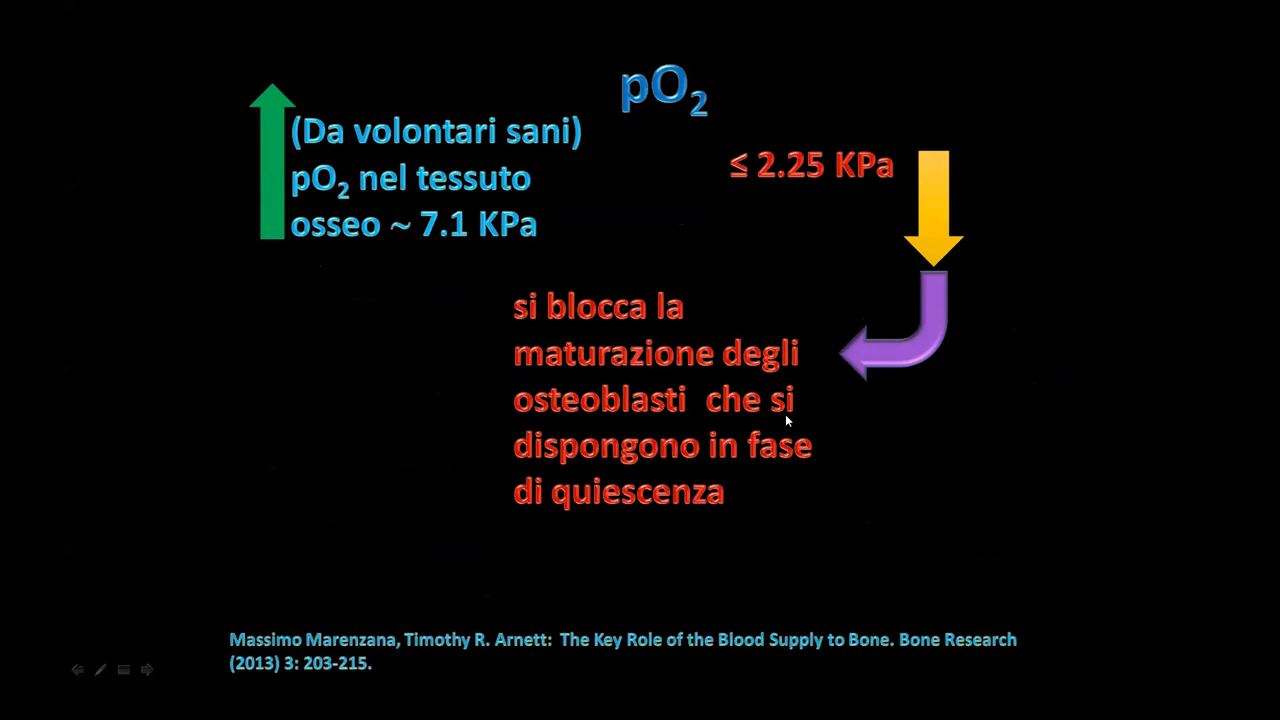 pO₂
(Da volontari sani)
pO₂ nel tessuto
osseo ~ 7.1 KPa
≤ 2.25 KPa
si blocca la
maturazione degli
osteoblasti che si
dispongono in fase
di quiescenza
Massimo Marenzana, Timothy R. Arnett: The Key Role of the Blood Supply to Bone. Bone Research
(2013) 3: 203-215.